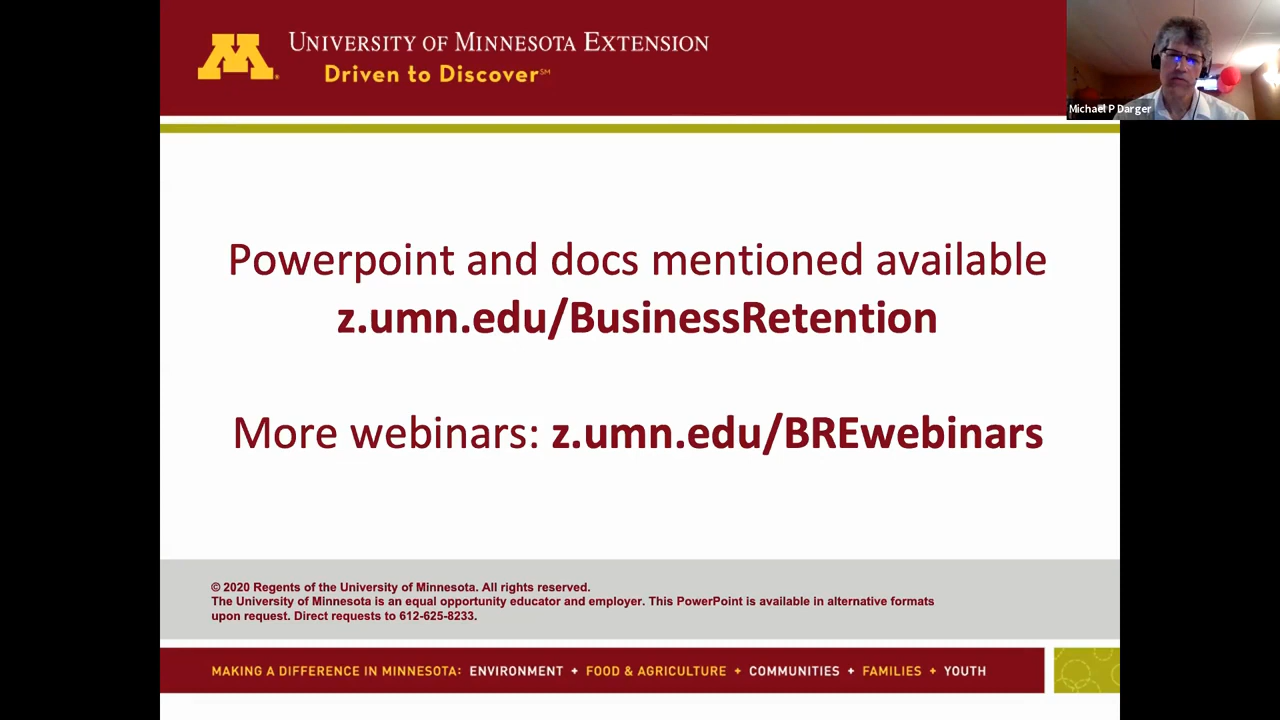 UNIVERSITY OF MINNESOTA EXTENSION
Driven to Discover℠
Michael P Darger
Powerpoint and docs mentioned available
z.umn.edu/BusinessRetention
More webinars: z.umn.edu/BREwebinars
© 2020 Regents of the University of Minnesota. All rights reserved.
The University of Minnesota is an equal opportunity educator and employer. This PowerPoint is available in alternative formats
upon request. Direct requests to 612-625-8233.
MAKING A DIFFERENCE IN MINNESOTA: ENVIRONMENT + FOOD & AGRICULTURE + COMMUNITIES + FAMILIES + YOUTH